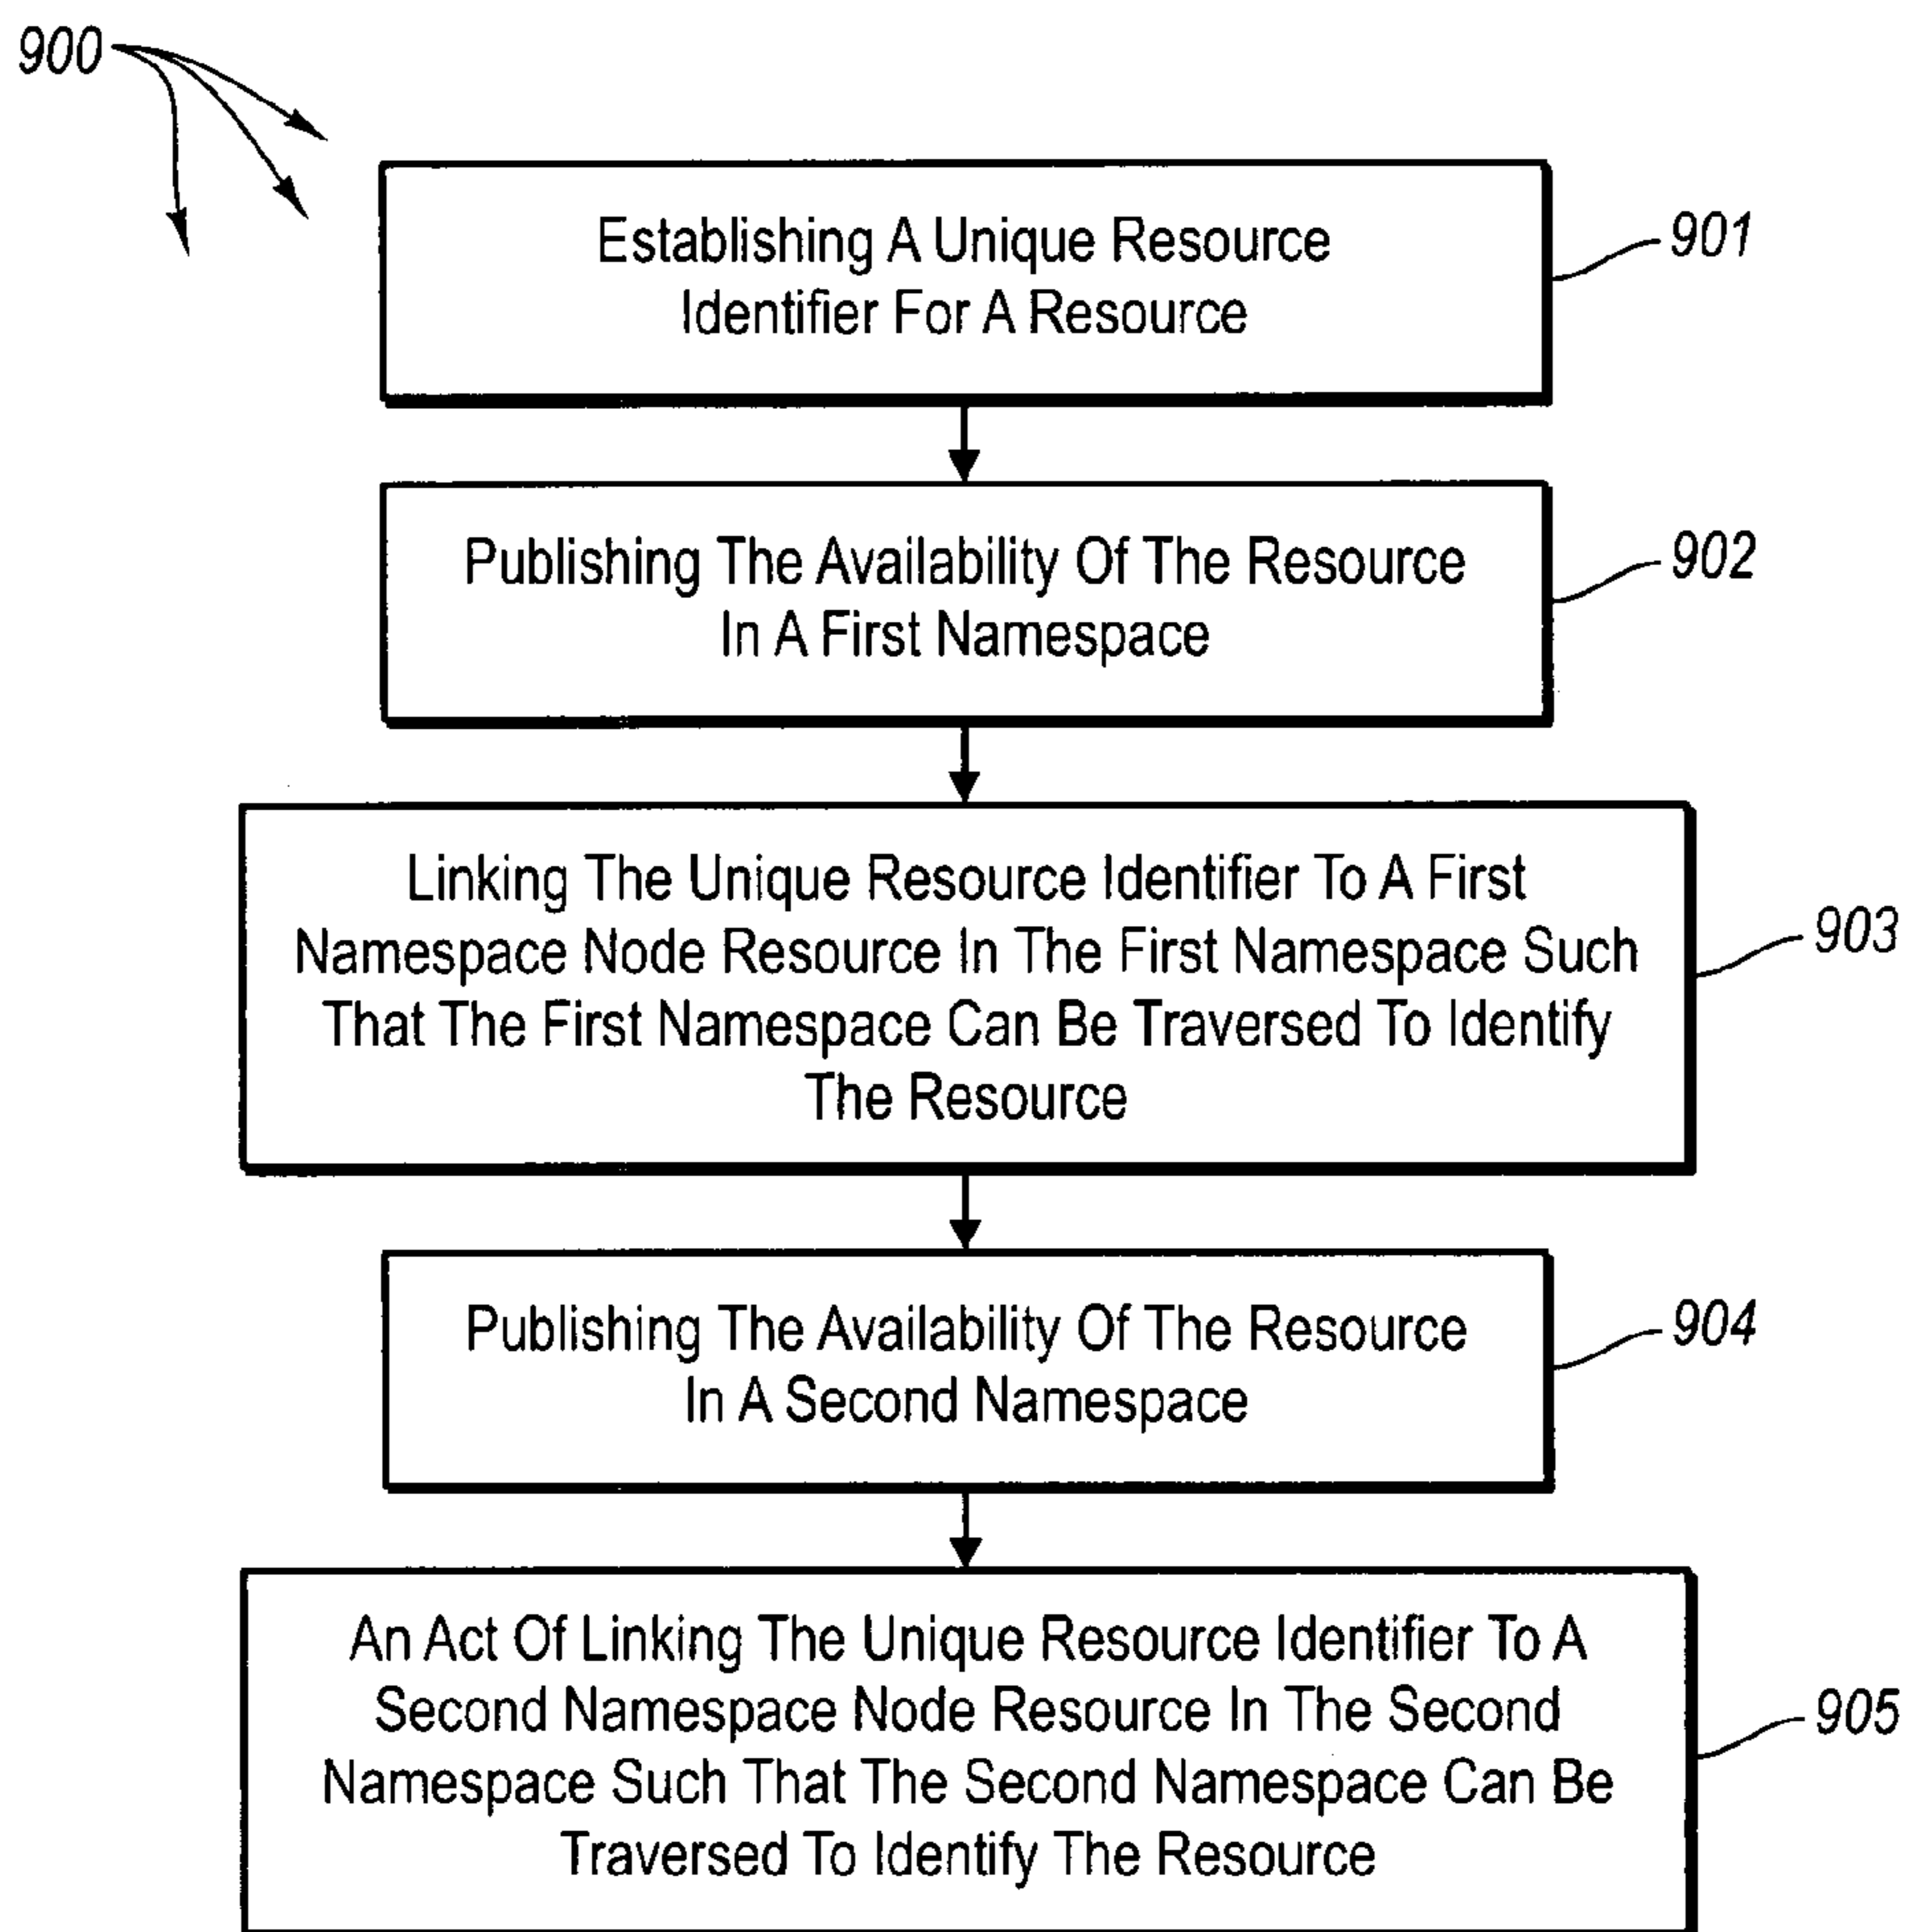 900
Establishing A Unique Resource
Identifier For A Resource
901
Publishing The Availability Of The Resource
In A First Namespace
902
Linking The Unique Resource Identifier To A First
Namespace Node Resource In The First Namespace Such
That The First Namespace Can Be Traversed To Identify
The Resource
903
Publishing The Availability Of The Resource
In A Second Namespace
904
An Act Of Linking The Unique Resource Identifier To A
Second Namespace Node Resource In The Second
Namespace Such That The Second Namespace Can Be
Traversed To Identify The Resource
905